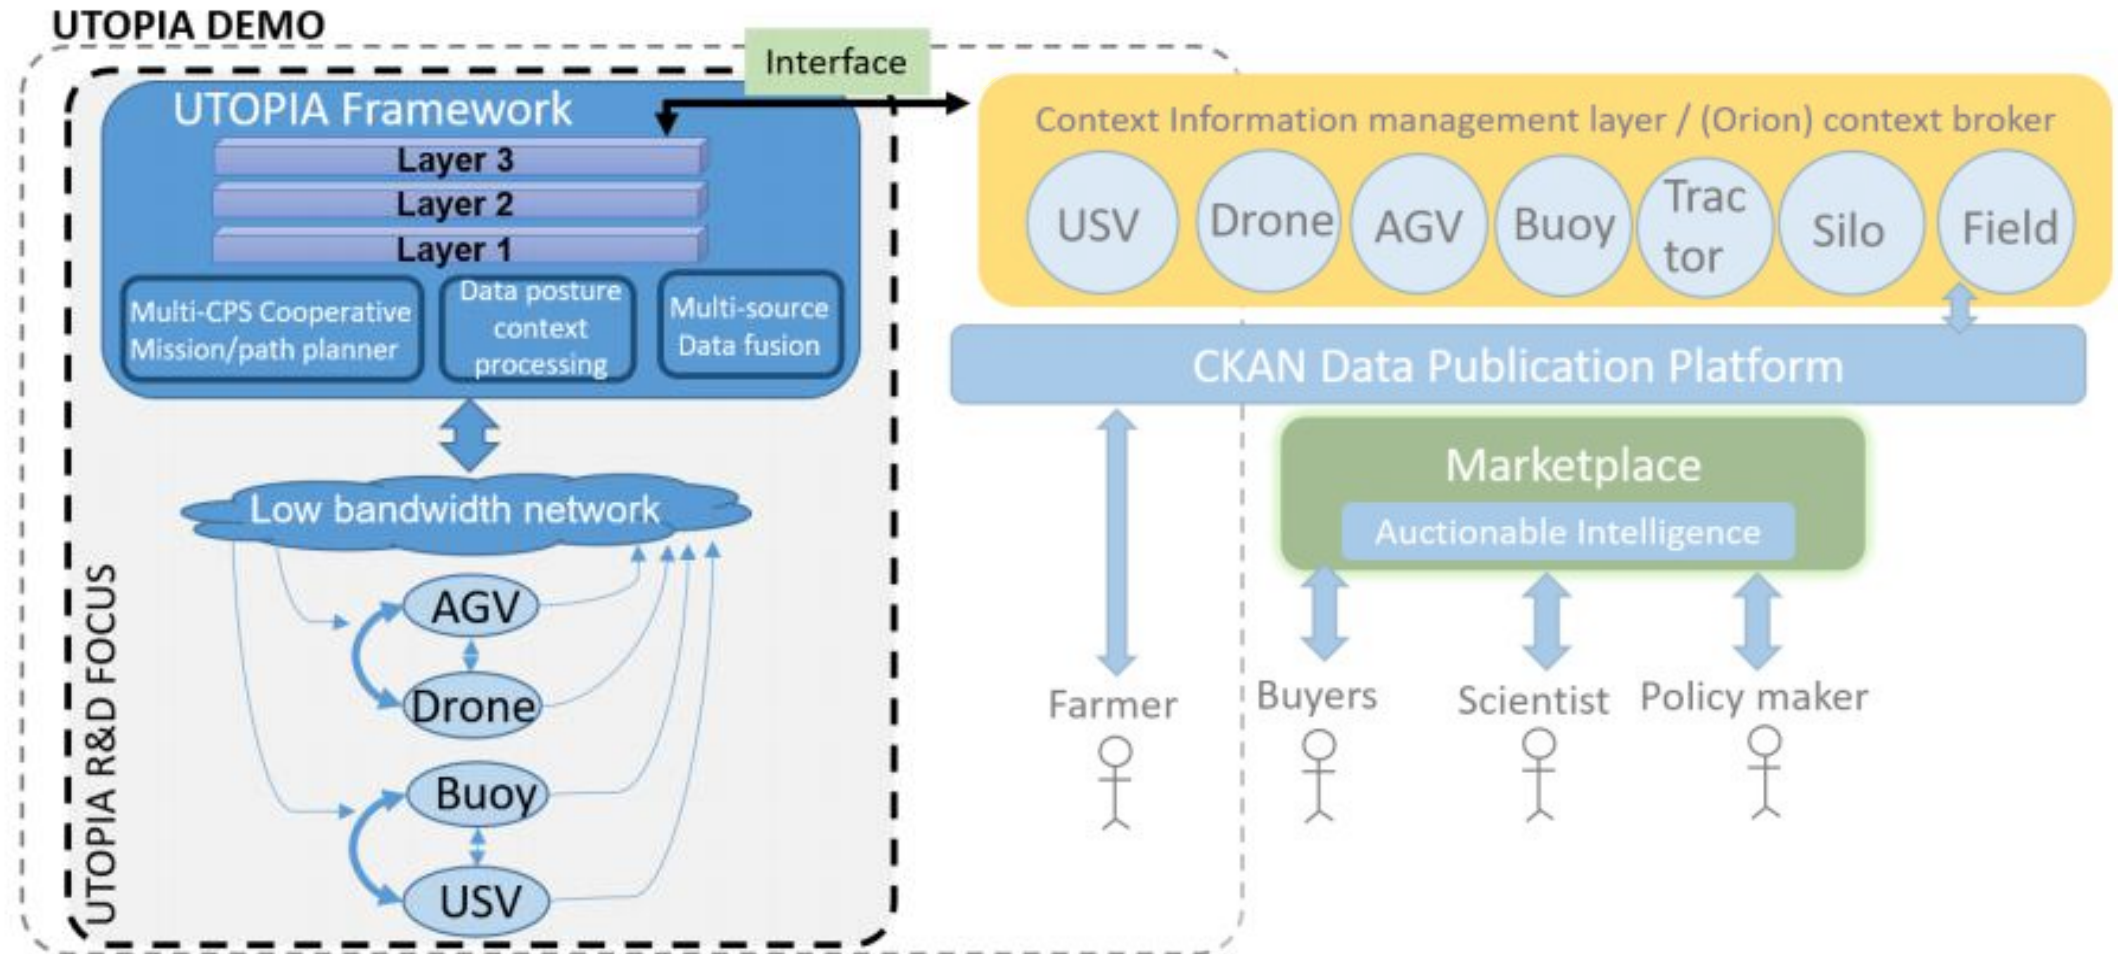 UTOPIA DEMO
Interface
UTOPIA Framework
Layer 3
Layer 2
Layer 1
Multi-CPS Cooperative
Mission/path planner
Data posture
context
processing
Multi-source
Data fusion
Low bandwidth network
AGV
Drone
Buoy
USV
UTOPIA R&D FOCUS
Context Information management layer / (Orion) context broker
USV
Drone
AGV
Buoy
Trac
tor
Silo
Field
CKAN Data Publication Platform
Marketplace
Auctionable Intelligence
Farmer
Buyers
Scientist
Policy maker